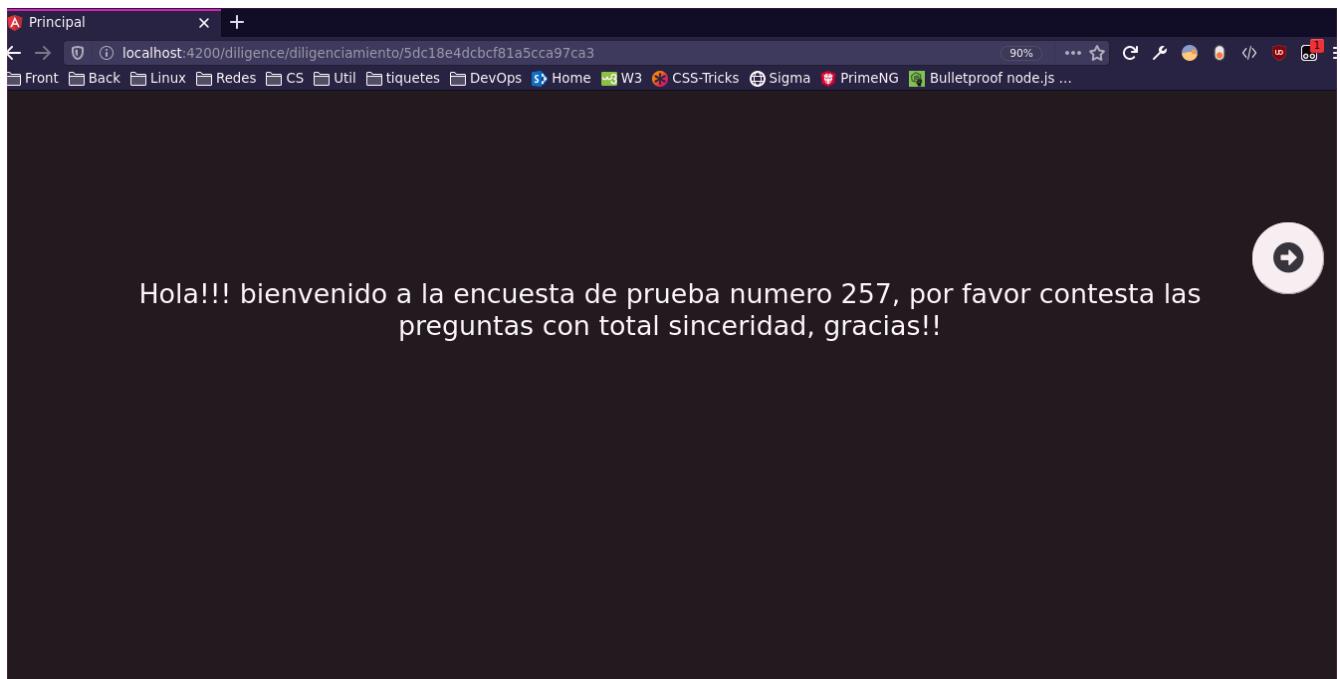 Principal
localhost:4200/diligence/diligenciamiento/5dc18e4dcbcf81a5cca97ca3 90%
1
Front Back Linux Redes CS Util tiquetes DevOps Home W3 CSS-Tricks Sigma PrimeNG Bulletproof node.js ...
Hola!!! bienvenido a la encuesta de prueba numero 257, por favor contesta las
preguntas con total sinceridad, gracias!!